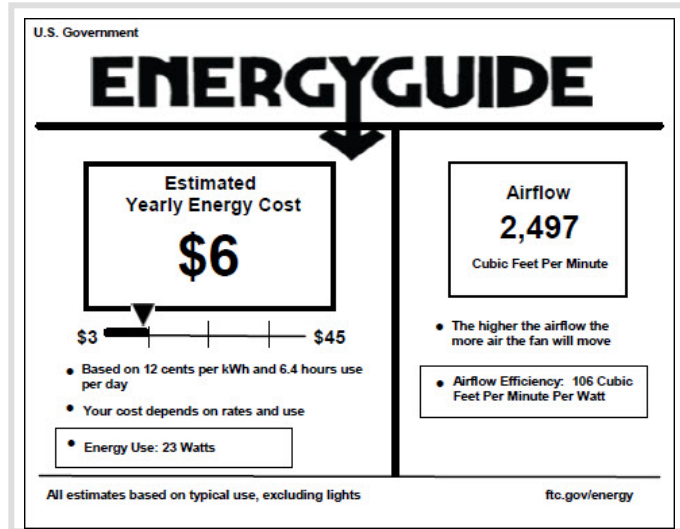 U.S. Government
ENERGYGUIDE
Estimated
Yearly Energy Cost
$6
$3
$45
• Based on 12 cents per kWh and 6.4 hours use
per day
• Your cost depends on rates and use
• Energy Use: 23 Watts
Airflow
2,497
Cubic Feet Per Minute
• The higher the airflow the
more air the fan will move
• Airflow Efficiency: 106 Cubic
Feet Per Minute Per Watt
All estimates based on typical use, excluding lights
ftc.gov/energy